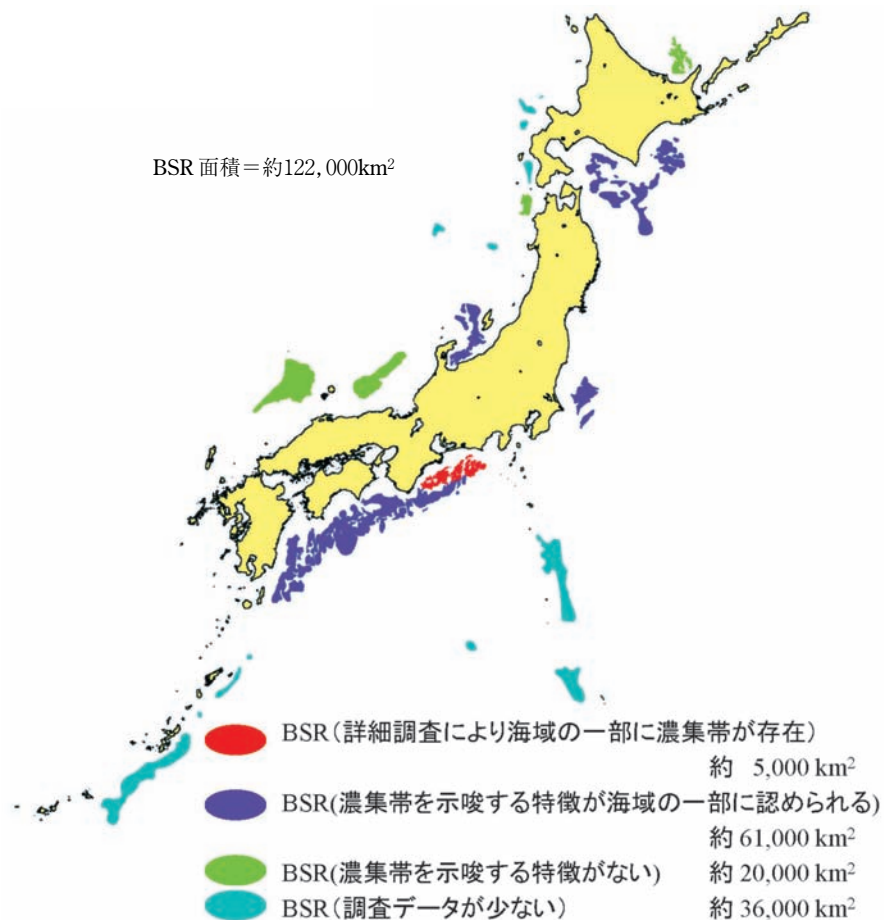 BSR 面積＝約122,000km²
BSR（詳細調査により海域の一部に濃集帯が存在）
約 5,000 km²
BSR(濃集帯を示唆する特徴が海域の一部に認められる)
約 61,000 km²
BSR(濃集帯を示唆する特徴がない) 約 20,000 km²
BSR（調査データが少ない） 約 36,000 km²